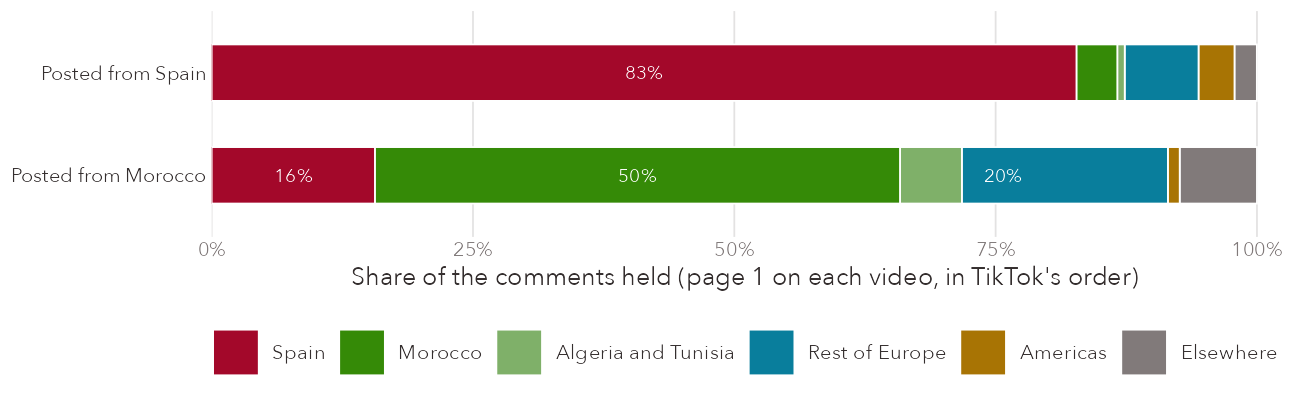 Posted from Spain
83%
Posted from Morocco
16%
50%
20%
0%
25%
50%
75%
100%
Share of the comments held (page 1 on each video, in TikTok's order)
Spain
Morocco
Algeria and Tunisia
Rest of Europe
Americas
Elsewhere